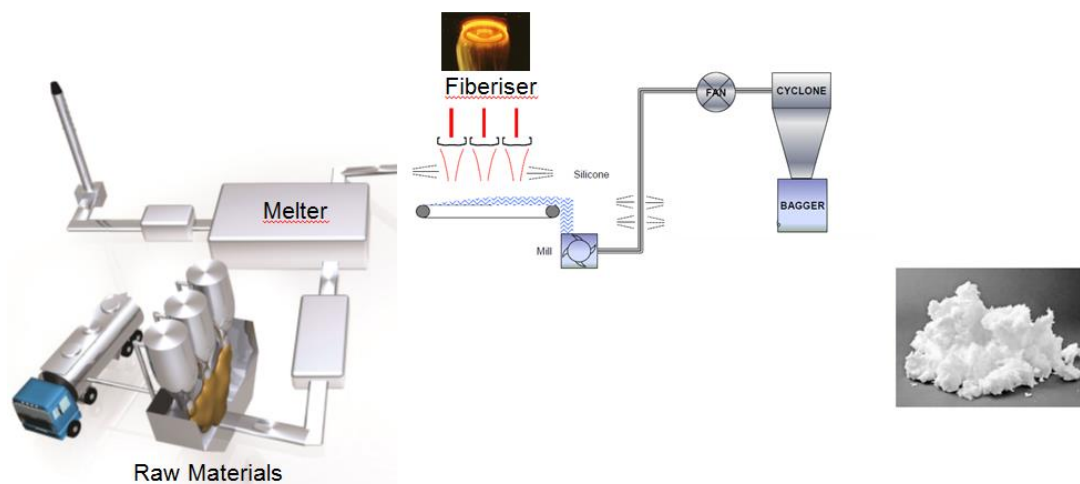 Fiberiser
FAN
CYCLONE
Silicone
Melter
BAGGER
Mill
Raw Materials